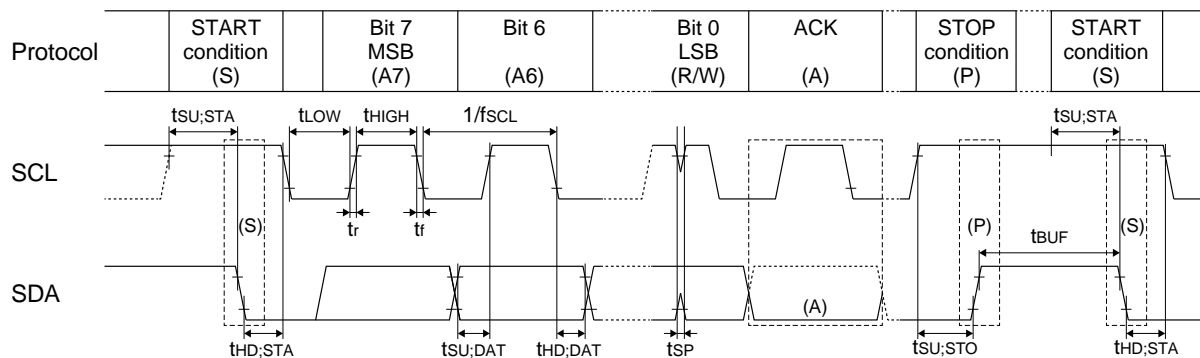 Protocol
START
condition
(S)
Bit 7
MSB
(A7)
Bit 6
(A6)
Bit 0
LSB
(R/W)
ACK
(A)
STOP
condition
(P)
START
condition
(S)
tSU;STA
tLOW
tHIGH
1/fSCL
tSU;STA
SCL
tr
tf
(S)
(P)
tBUF
(S)
SDA
(A)
tHD;STA
tSU;DAT
tHD;DAT
tSP
tSU;STO
tHD;STA